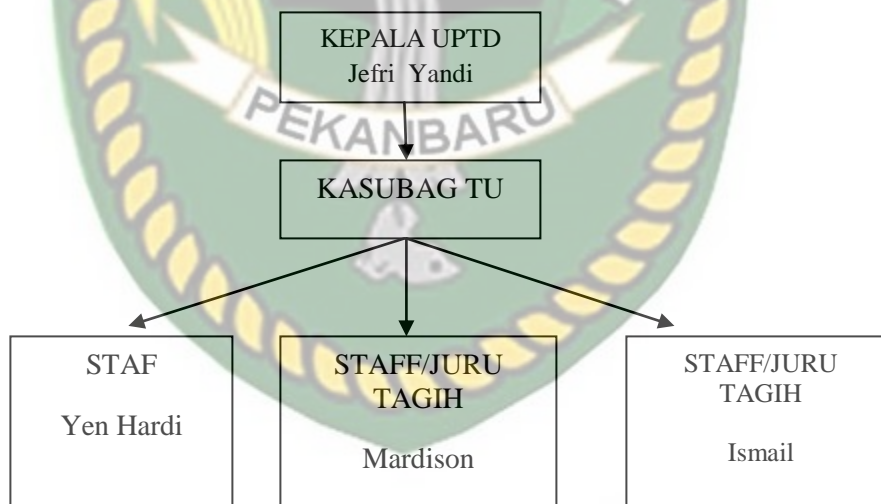 KEPALA UPTD
Jefri Yandi
PEKANBARU
KASUBAG TU
STAF
Yen Hardi
STAFF/JURU
TAGIH
Mardison
STAFF/JURU
TAGIH
Ismail